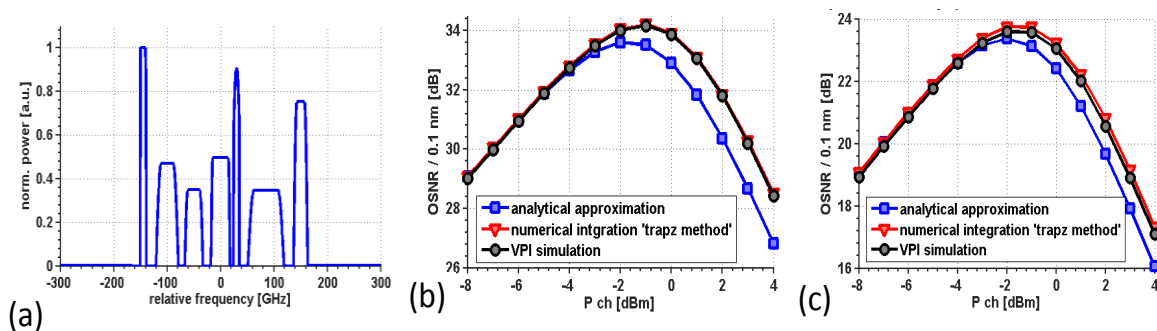 norm. power [a.u.]
1
0.8
0.6
0.4
0.2
0
-300
-200
-100
0
100
200
300
relative frequency [GHz]
(a)
OSNR / 0.1 nm [dB]
34
32
30
28
26
analytical approximation
numerical intgration 'trapz method'
VPI simulation
-8
-6
-4
-2
0
2
4
P ch [dBm]
(b)
OSNR / 0.1 nm [dB]
24
22
20
18
16
analytical approximation
numerical intgration 'trapz method'
VPI simulation
-8
-6
-4
-2
0
2
4
P ch [dBm]
(c)